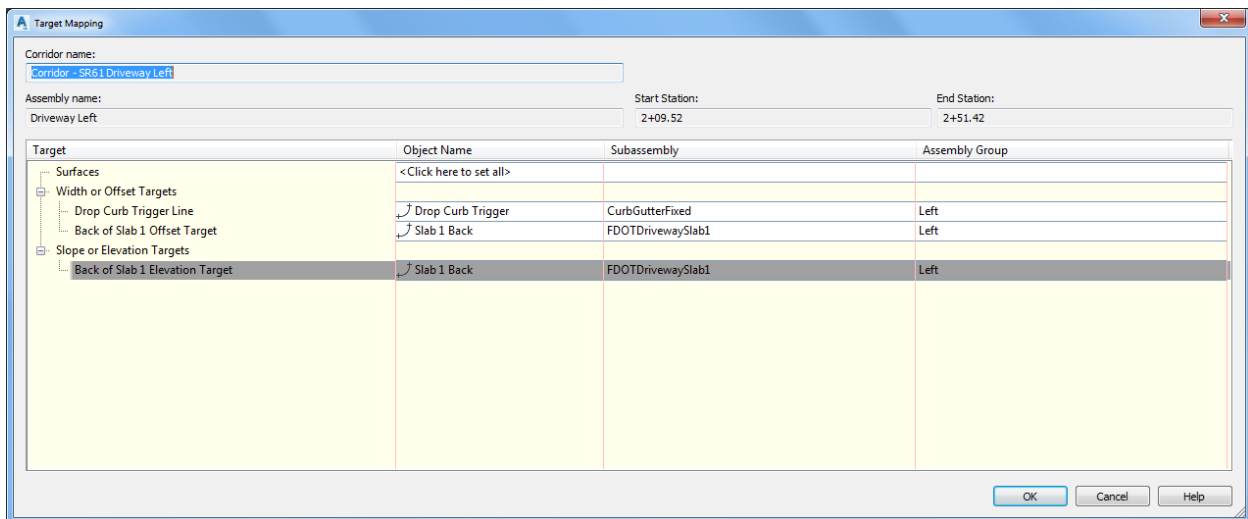 Target Mapping
Corridor name:
Corridor - SR61 Driveway Left
Assembly name: Start Station: End Station:
Driveway Left 2+09.52 2+51.42
Target Object Name Subassembly Assembly Group
Surfaces <Click here to set all>
Width or Offset Targets
Drop Curb Trigger Line Drop Curb Trigger CurbGutterFixed Left
Back of Slab 1 Offset Target Slab 1 Back FDOTDrivewaySlab1 Left
Slope or Elevation Targets
Back of Slab 1 Elevation Target Slab 1 Back FDOTDrivewaySlab1 Left
OK Cancel Help